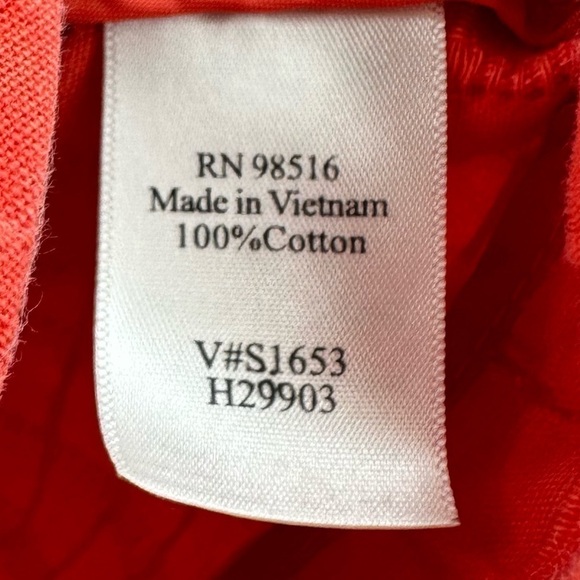 RN 98516
Made in Vietnam
100%Cotton
V#S1653
H29903